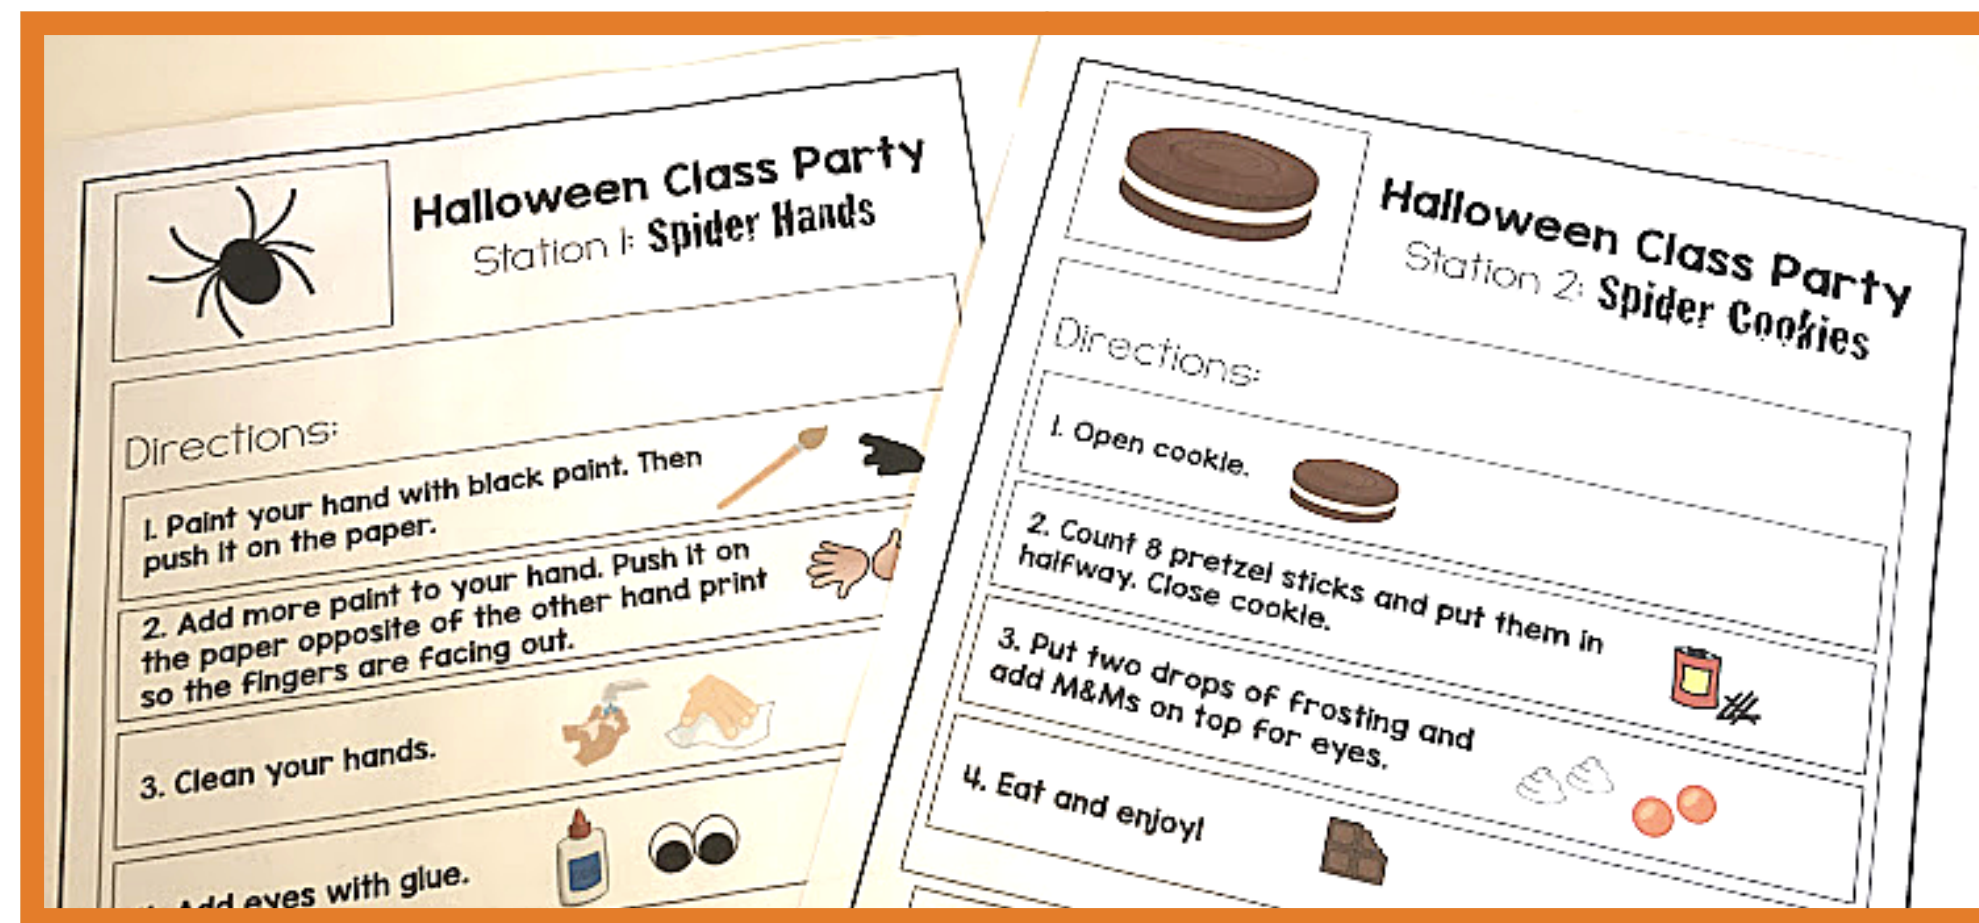 Halloween Class Party
Station 1: Spider Hands
Directions:
1. Paint your hand with black paint. Then
push it on the paper.
2. Add more paint to your hand. Push it on
the paper opposite of the other hand print
so the fingers are facing out.
3. Clean your hands.
Add eyes with glue.
Halloween Class Party
Station 2: Spider Cookies
Directions:
1. Open cookie.
2. Count 8 pretzel sticks and put them in
halfway. Close cookie.
3. Put two drops of frosting and
add M&Ms on top for eyes.
4. Eat and enjoy!